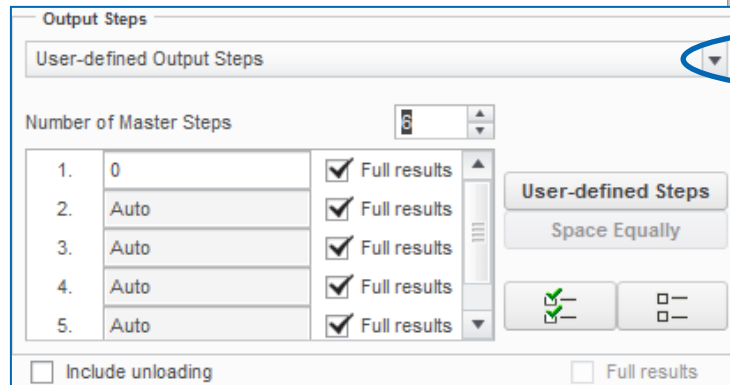 Output Steps
User-defined Output Steps
Number of Master Steps 6
1. 0 Full results
2. Auto Full results
3. Auto Full results
4. Auto Full results
5. Auto Full results
User-defined Steps
Space Equally
Include unloading Full results